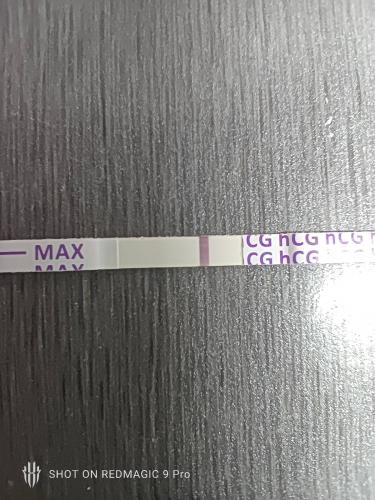 MAX CG hCG hCG h
MAX CG hCG
SHOT ON REDMAGIC 9 Pro